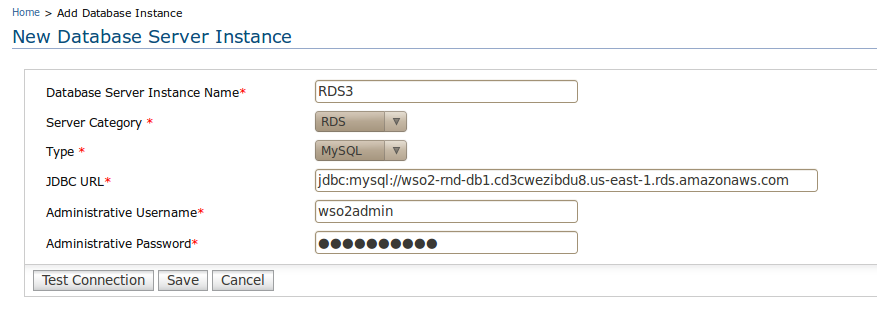 Home > Add Database Instance
New Database Server Instance
Database Server Instance Name* RDS3
Server Category * RDS
Type * MySQL
JDBC URL* jdbc:mysql://wso2-rnd-db1.cd3cwezibdu8.us-east-1.rds.amazonaws.com
Administrative Username* wso2admin
Administrative Password* ●●●●●●●●●●
Test Connection Save Cancel